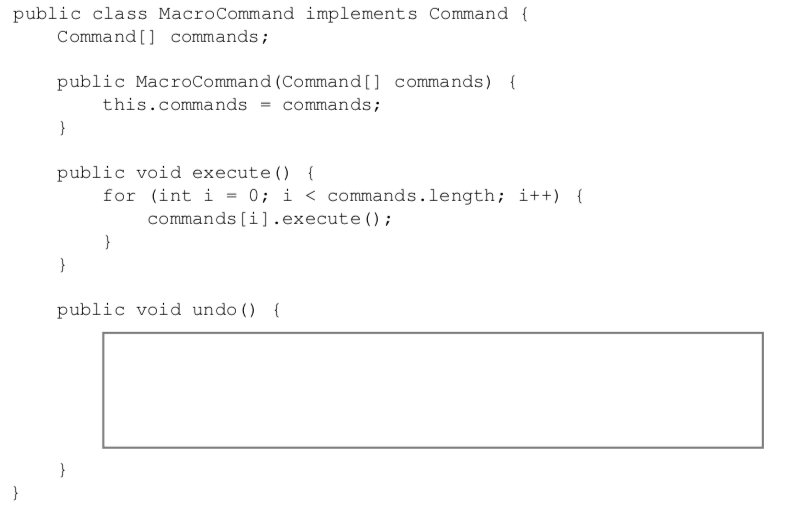 public class MacroCommand implements Command {
    Command[] commands;

    public MacroCommand(Command[] commands) {
        this.commands = commands;
    }

    public void execute() {
        for (int i = 0; i < commands.length; i++) {
            commands[i].execute();
        }
    }

    public void undo() {

    }
}